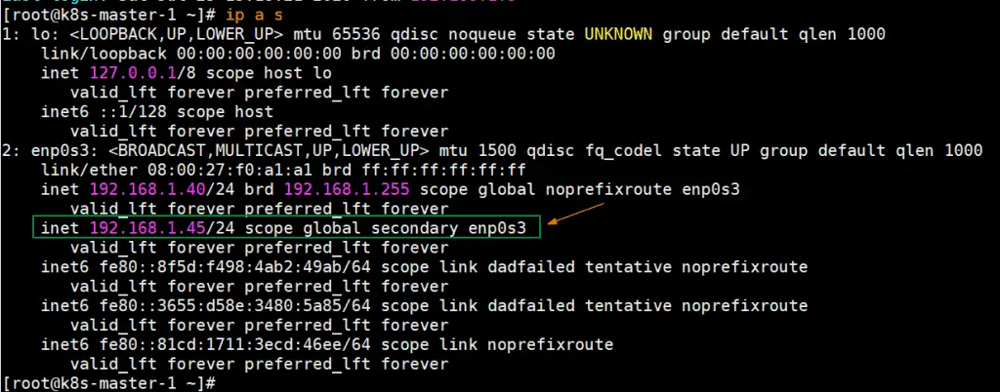 [root@k8s-master-1 ~]# ip a s
1: lo: <LOOPBACK,UP,LOWER_UP> mtu 65536 qdisc noqueue state UNKNOWN group default qlen 1000
    link/loopback 00:00:00:00:00:00 brd 00:00:00:00:00:00
    inet 127.0.0.1/8 scope host lo
       valid_lft forever preferred_lft forever
    inet6 ::1/128 scope host
       valid_lft forever preferred_lft forever
2: enp0s3: <BROADCAST,MULTICAST,UP,LOWER_UP> mtu 1500 qdisc fq_codel state UP group default qlen 1000
    link/ether 08:00:27:f0:a1:a1 brd ff:ff:ff:ff:ff:ff
    inet 192.168.1.40/24 brd 192.168.1.255 scope global noprefixroute enp0s3
       valid_lft forever preferred_lft forever
    inet 192.168.1.45/24 scope global secondary enp0s3
       valid_lft forever preferred_lft forever
    inet6 fe80::8f5d:f498:4ab2:49ab/64 scope link dadfailed tentative noprefixroute
       valid_lft forever preferred_lft forever
    inet6 fe80::3655:d58e:3480:5a85/64 scope link dadfailed tentative noprefixroute
       valid_lft forever preferred_lft forever
    inet6 fe80::81cd:1711:3ecd:46ee/64 scope link noprefixroute
       valid_lft forever preferred_lft forever
[root@k8s-master-1 ~]#